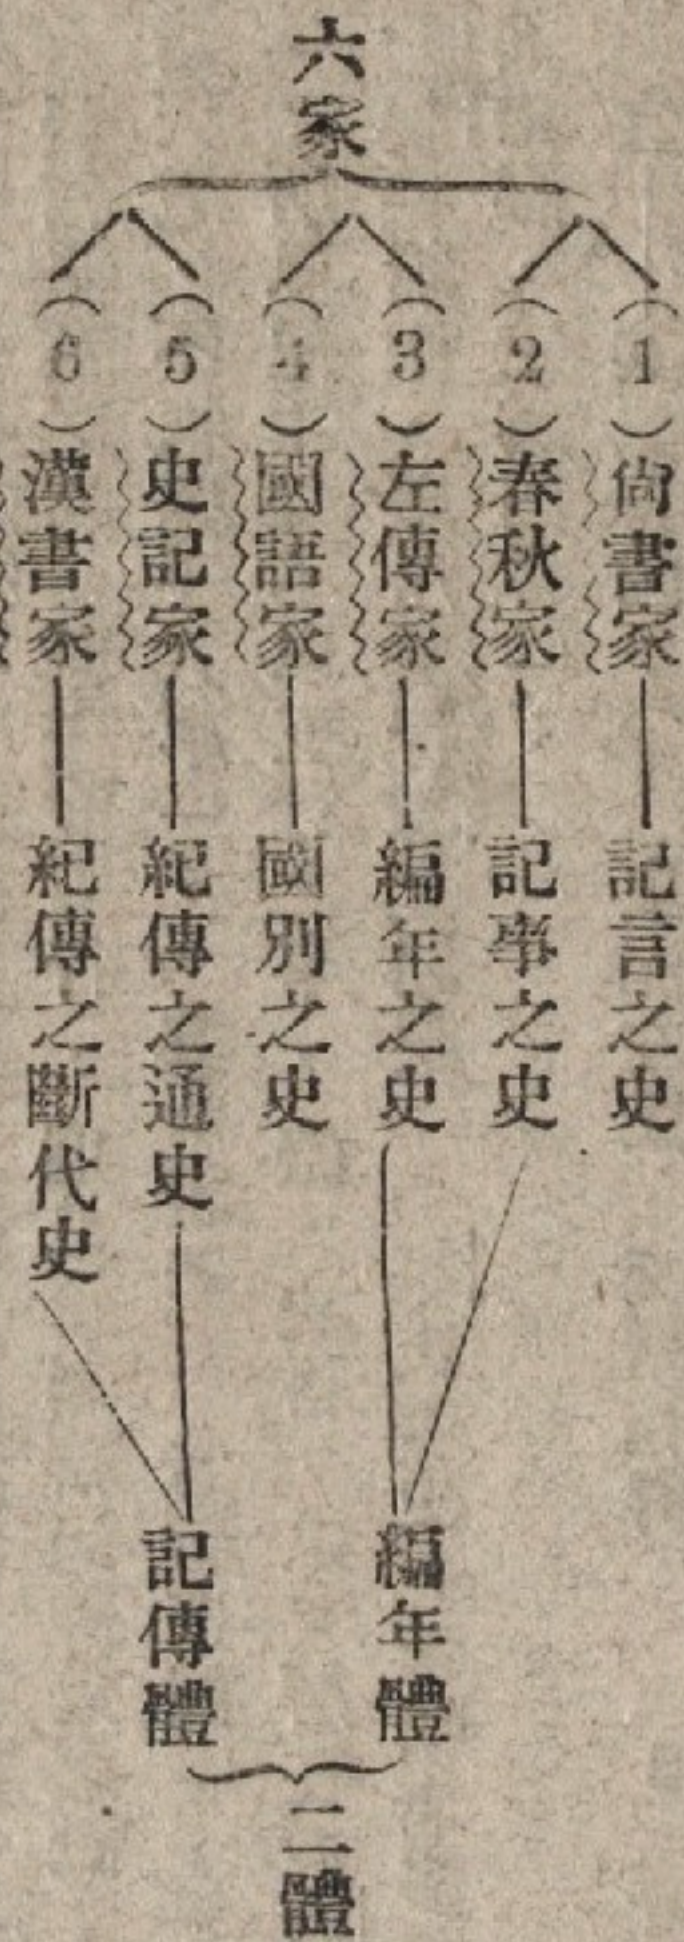 六家
（1）尙書家——記言之史
（2）春秋家——記事之史
（3）左傳家——編年之史
（4）國語家——國別之史
（5）史記家——紀傳之通史
（6）漢書家——紀傳之斷代史
編年體
記傳體
二體